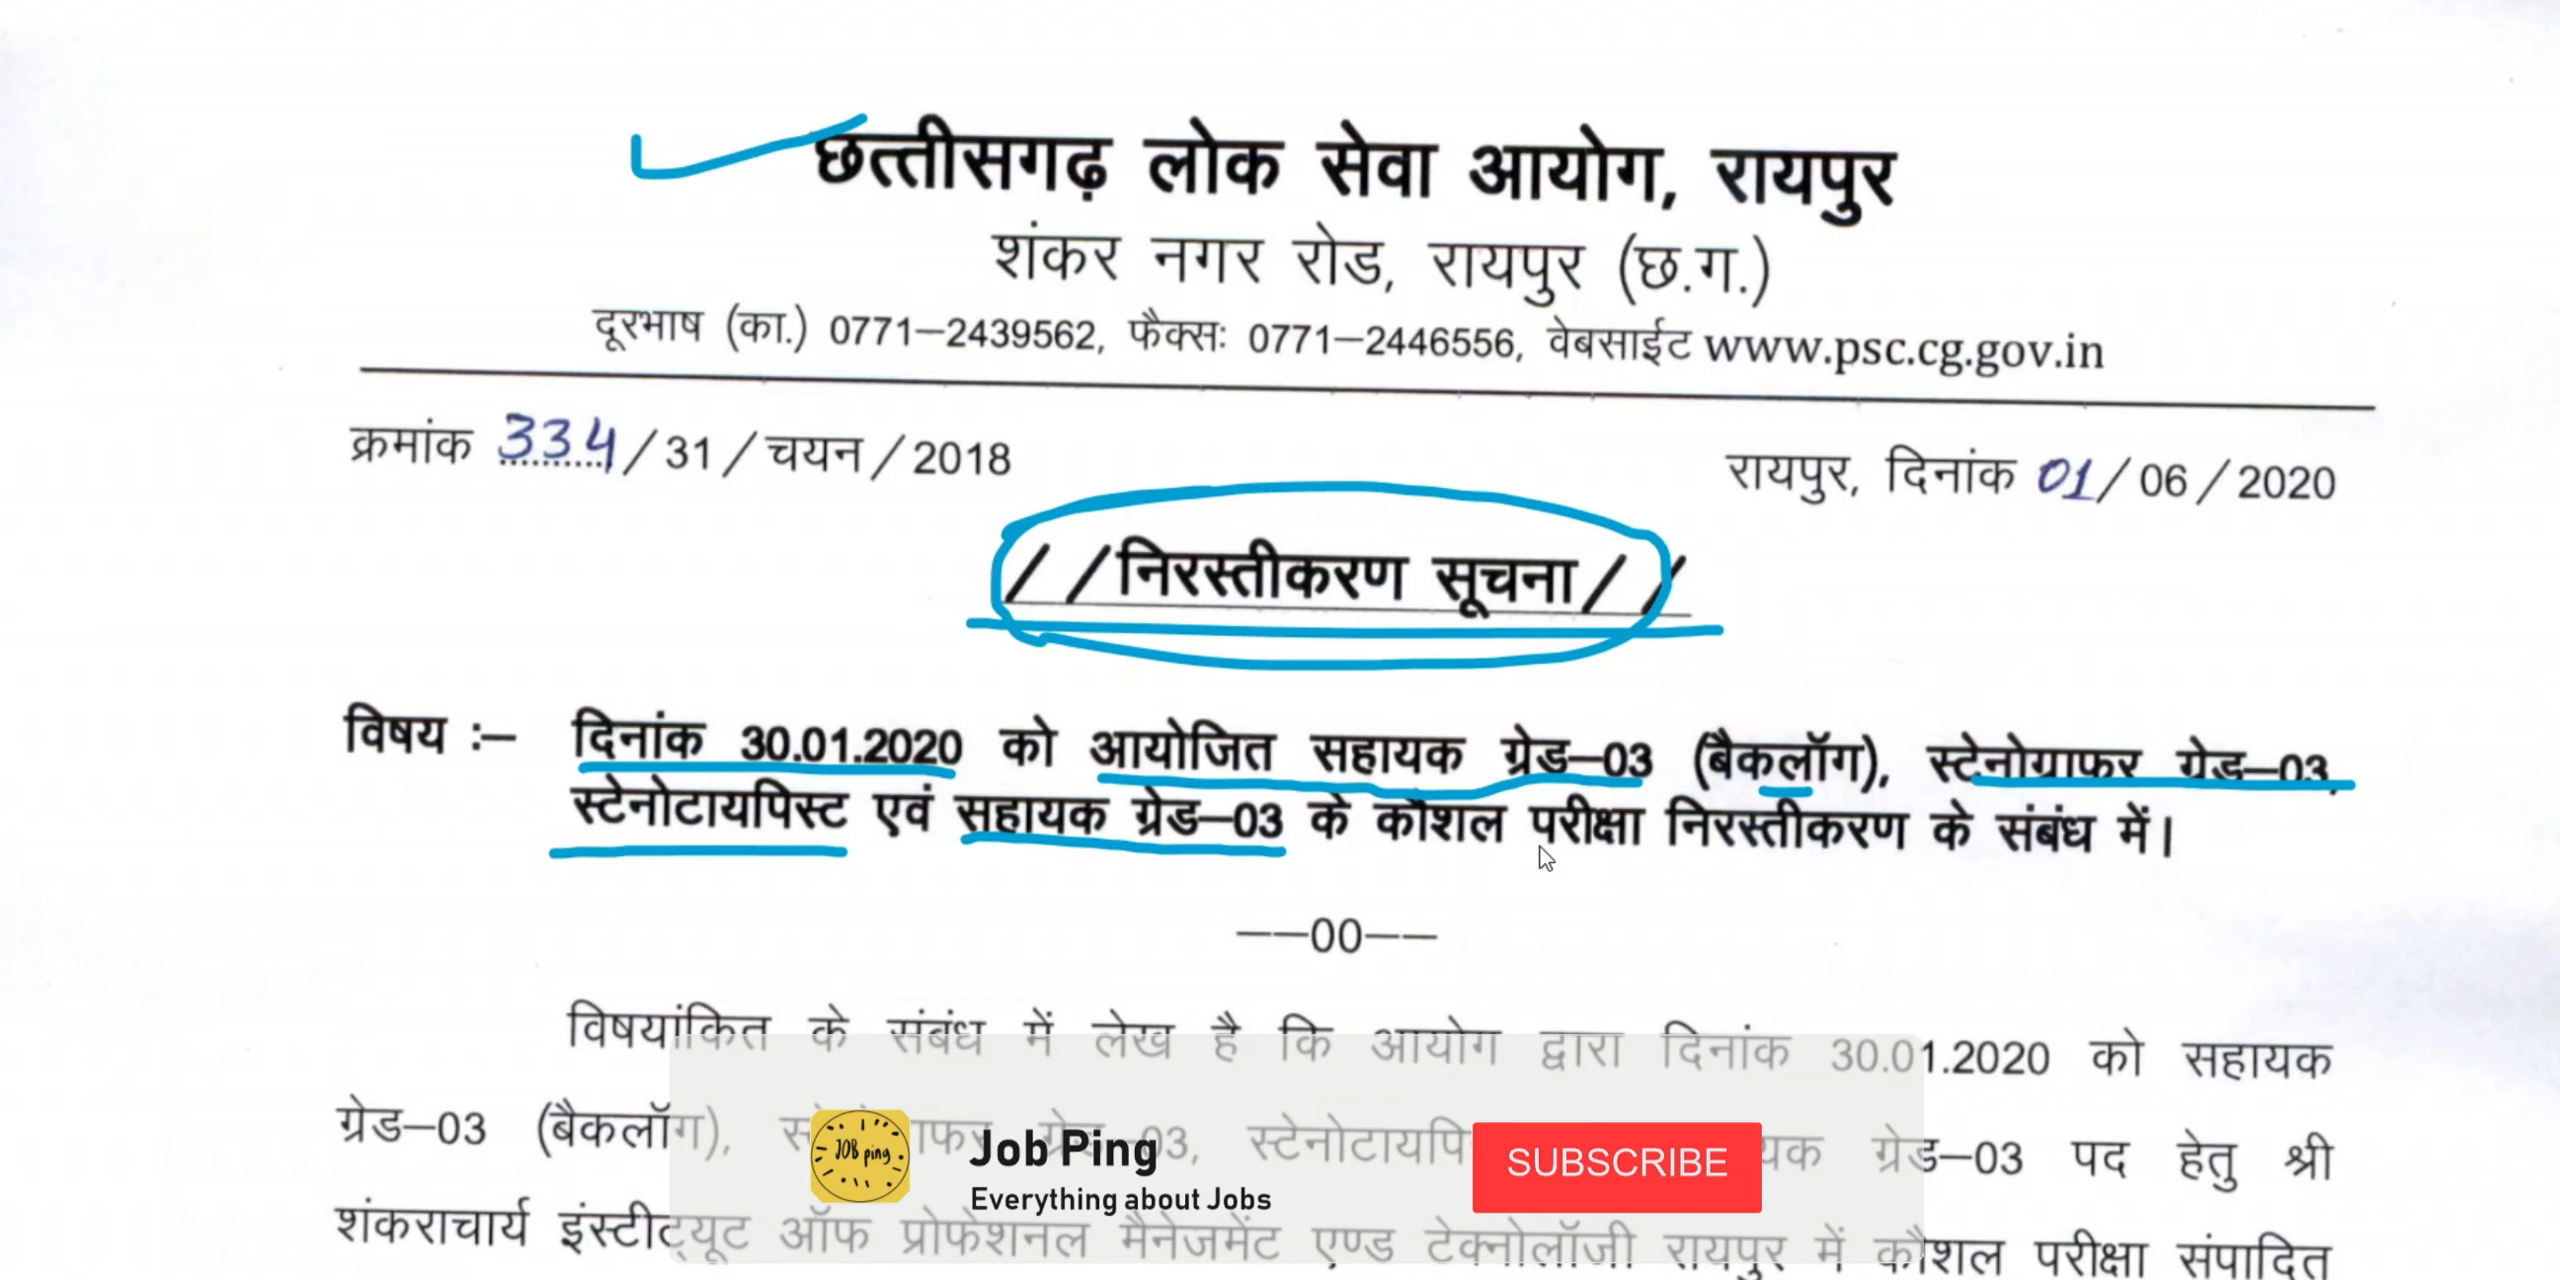 छत्तीसगढ़ लोक सेवा आयोग, रायपुर
शंकर नगर रोड, रायपुर (छ.ग.)
दूरभाष (का.) 0771–2439562, फैक्सः 0771–2446556, वेबसाईट www.psc.cg.gov.in
क्रमांक 334/31/चयन/2018 रायपुर, दिनांक 01/06/2020
//निरस्तीकरण सूचना//
विषय :– दिनांक 30.01.2020 को आयोजित सहायक ग्रेड–03 (बैकलॉग), स्टेनोग्राफर ग्रेड–03,
स्टेनोटायपिस्ट एवं सहायक ग्रेड–03 के कौशल परीक्षा निरस्तीकरण के संबंध में।
——00——
विषयांकित के संबंध में लेख है कि आयोग द्वारा दिनांक 30.01.2020 को सहायक
ग्रेड–03 (बैकलॉग), ग्रेड–03, ग्रेड–03 पद हेतु श्री
शंकराचार्य इंस्टीट्यूट ऑफ प्रोफेशनल मैनेजमेंट एण्ड टेक्नोलॉजी रायपुर में कौशल परीक्षा संपादित
JOB ping
Job Ping
Everything about Jobs
SUBSCRIBE